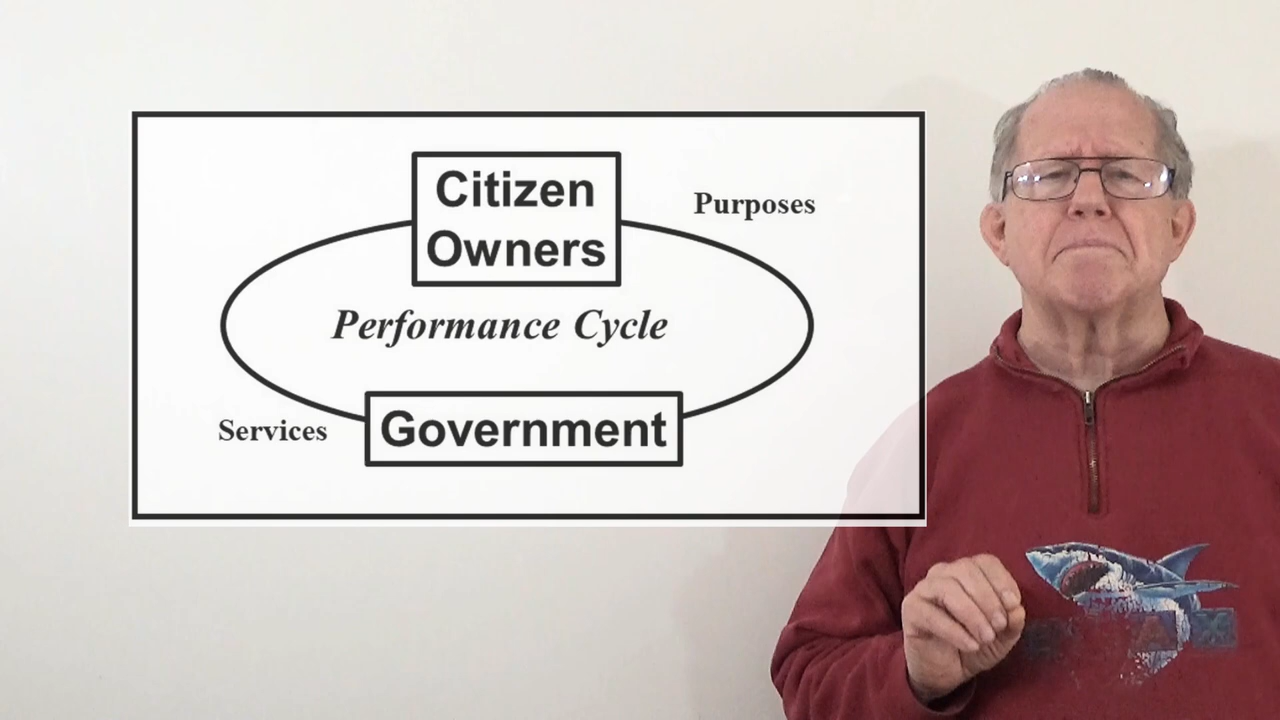 Citizen
Owners
Purposes
Performance Cycle
Services
Government